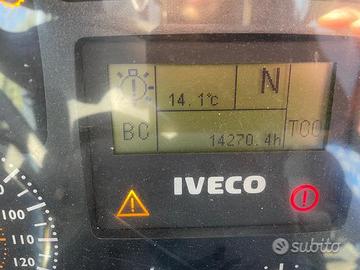 N
14.1°C
BC
14270.4h
TCO
IVECO
100
110
120
subito